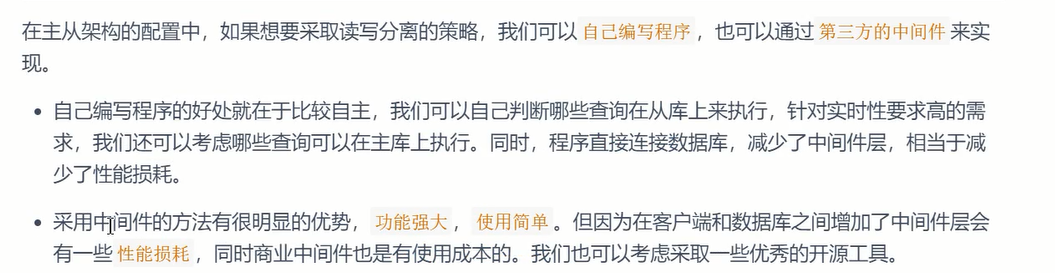 在主从架构的配置中，如果想要采取读写分离的策略，我们可以 自己编写程序 ，也可以通过 第三方的中间件 来实
现。
• 自己编写程序的好处就在于比较自主，我们可以自己判断哪些查询在从库上来执行，针对实时性要求高的需
求，我们还可以考虑哪些查询可以在主库上执行。同时，程序直接连接数据库，减少了中间件层，相当于减
少了性能损耗。
• 采用中间件的方法有很明显的优势， 功能强大 ， 使用简单 。但因为在客户端和数据库之间增加了中间件层会
有一些 性能损耗 ，同时商业中间件也是有使用成本的。我们也可以考虑采取一些优秀的开源工具。